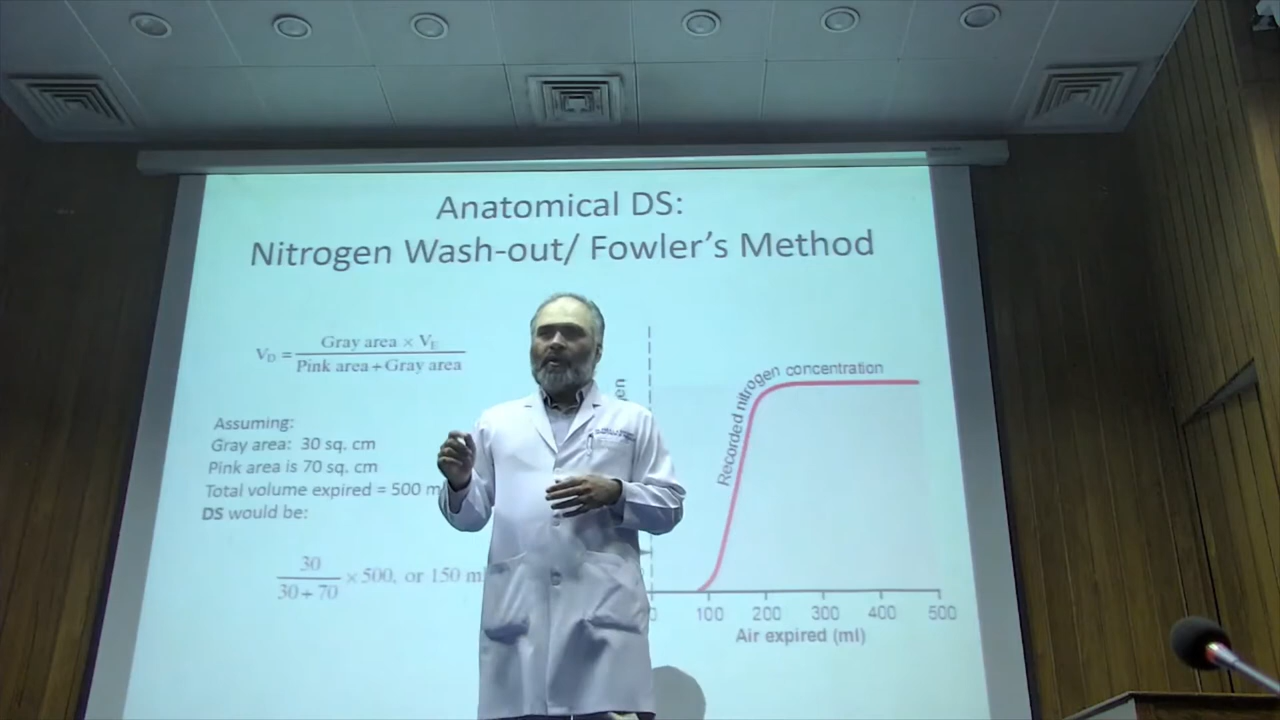 Anatomical DS:
Nitrogen Wash-out/ Fowler's Method
V_D = Gray area × V_E
Pink area + Gray area
Assuming:
Gray area: 30 sq. cm
Pink area is 70 sq. cm
Total volume expired = 500 m
DS would be:
30
30 + 70
× 500, or 150 m
en
Recorded nitrogen concentration
0 100 200 300 400 500
Air expired (ml)